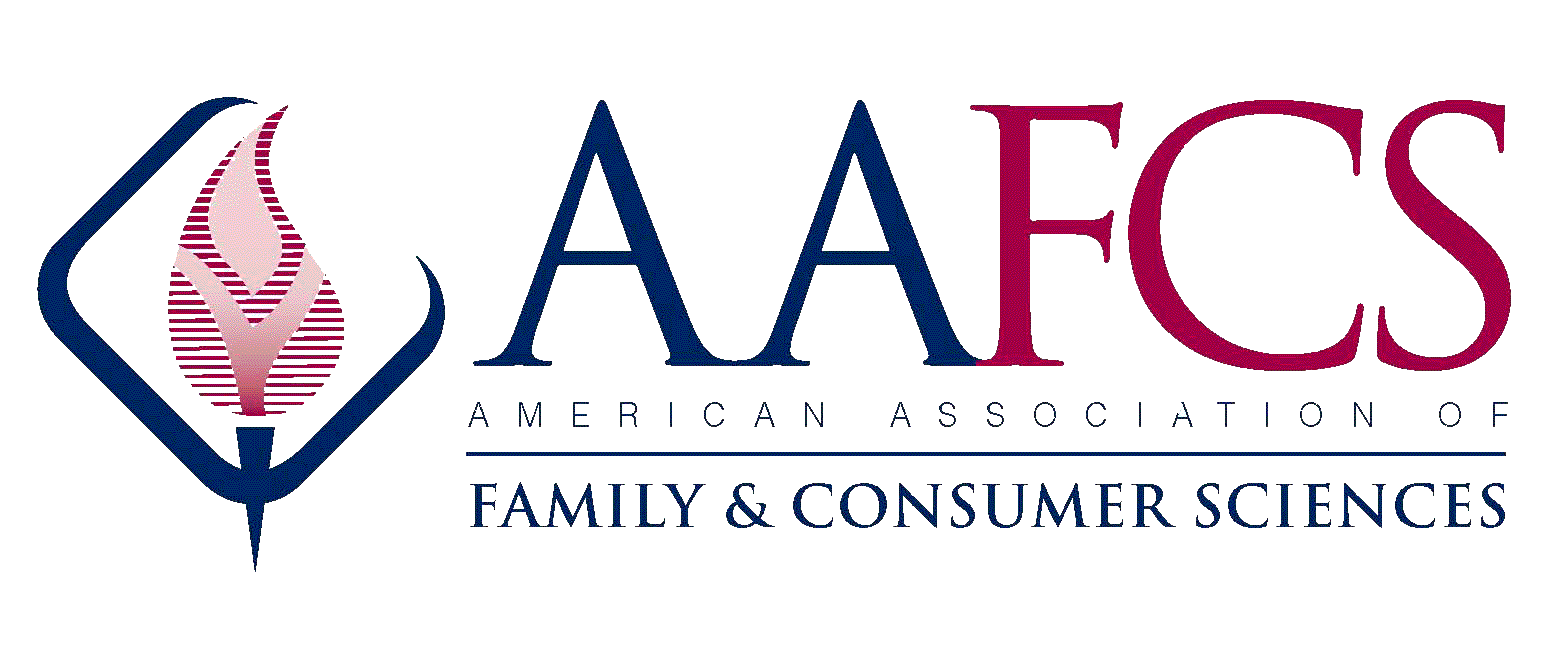 AAFCS
AMERICAN ASSOCIATION OF
FAMILY & CONSUMER SCIENCES